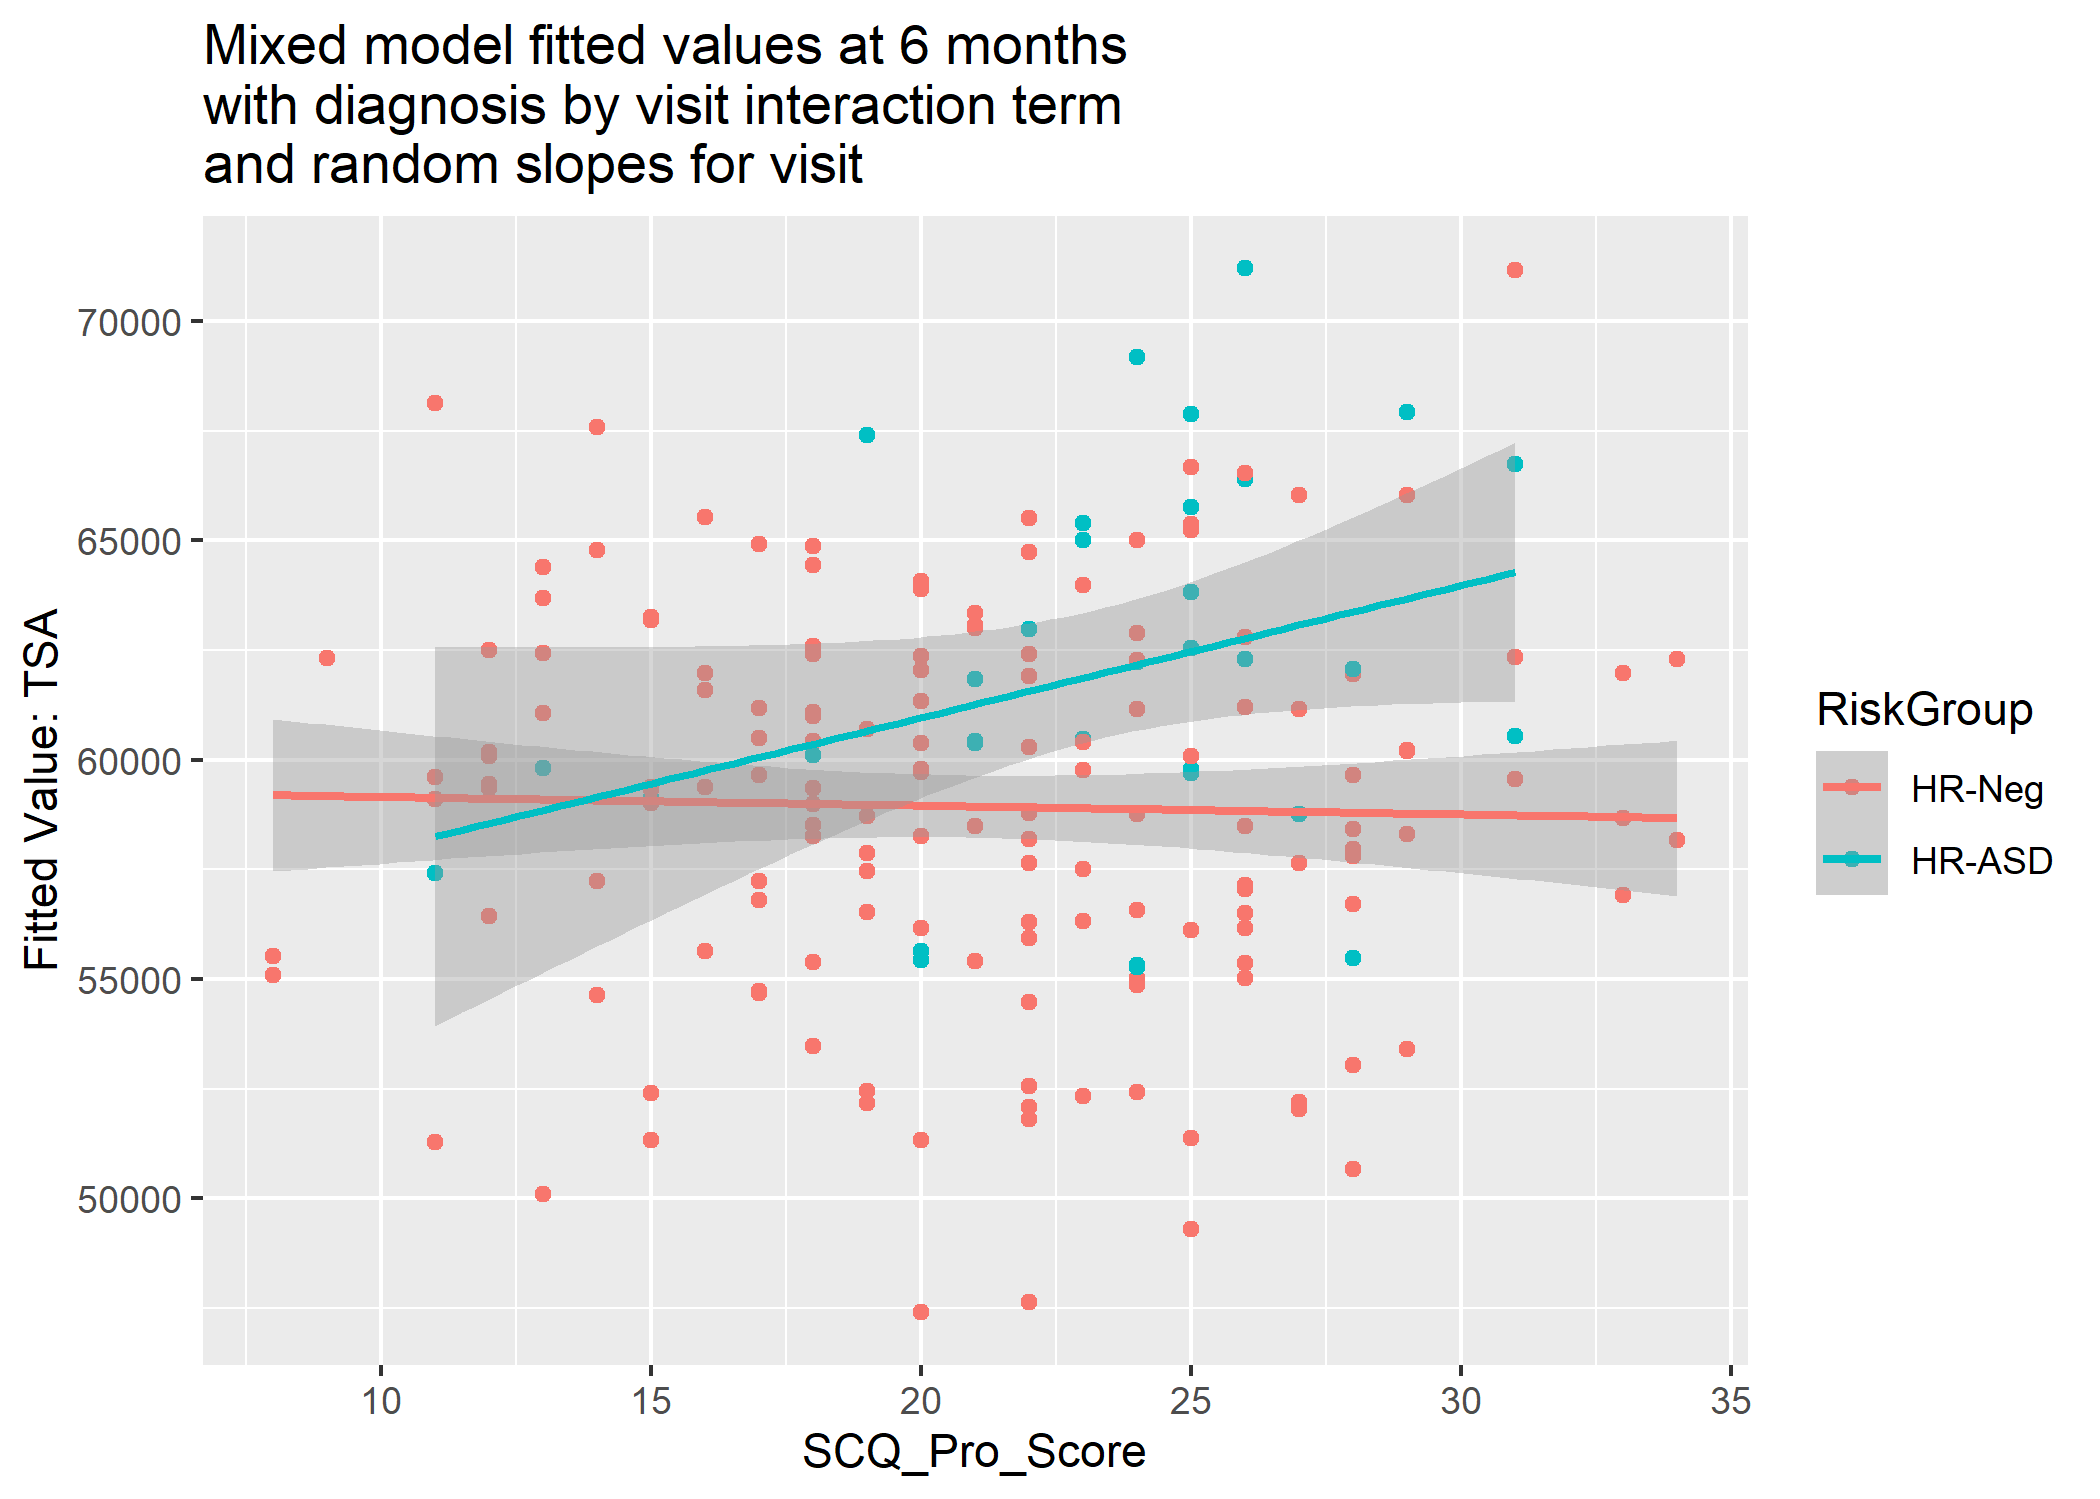 Mixed model fitted values at 6 months
with diagnosis by visit interaction term
and random slopes for visit
70000
65000
60000
55000
50000
Fitted Value: TSA
10 15 20 25 30 35
SCQ_Pro_Score
RiskGroup
HR-Neg
HR-ASD